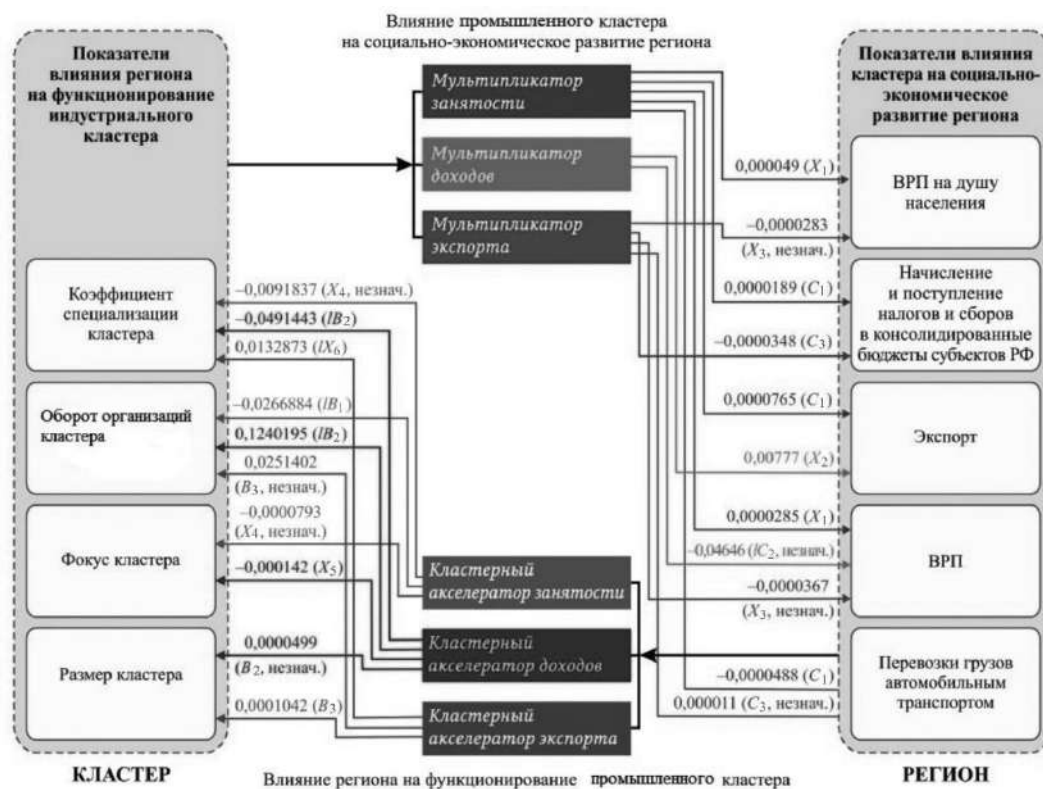 Влияние промышленного кластера
на социально-экономическое развитие региона
Показатели
влияния региона
на функционирование
индустриального
кластера
Коэффициент
специализации
кластера
Оборот организаций
кластера
Фокус кластера
Размер кластера
КЛАСТЕР
–0,0091837 (X4, незнач.)
–0,0491443 (lB2)
0,0132873 (lX6)
–0,0266884 (lB1)
0,1240195 (lB2)
0,0251402
(B3, незнач.)
–0,0000793
(X4, незнач.)
–0,000142 (X5)
0,0000499
(B2, незнач.)
0,0001042 (B3)
Мультипликатор
занятости
Мультипликатор
доходов
Мультипликатор
экспорта
Кластерный
акселератор занятости
Кластерный
акселератор доходов
Кластерный
акселератор экспорта
0,000049 (X1)
–0,0000283
(X3, незнач.)
0,0000189 (C1)
–0,0000348 (C3)
0,0000765 (C1)
0,00777 (X2)
0,0000285 (X1)
–0,04646 (lC2, незнач.)
–0,0000367
(X3, незнач.)
–0,0000488 (C1)
0,000011 (C3, незнач.)
Показатели влияния
кластера на социально-
экономическое
развитие региона
ВРП на душу
населения
Начисление
и поступление
налогов и сборов
в консолидированные
бюджеты субъектов РФ
Экспорт
ВРП
Перевозки грузов
автомобильным
транспортом
РЕГИОН
Влияние региона на функционирование промышленного кластера